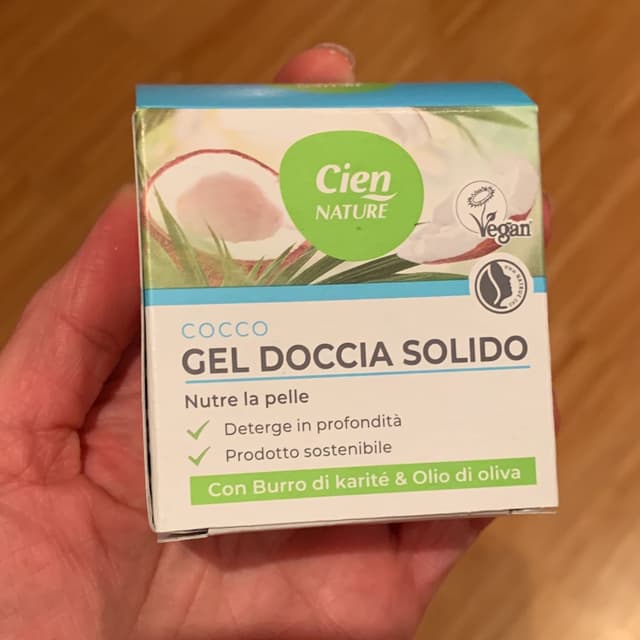 Cien
NATURE
Vegan
COCCO
GEL DOCCIA SOLIDO
Nutre la pelle
Deterge in profondità
Prodotto sostenibile
Con Burro di karité & Olio di oliva